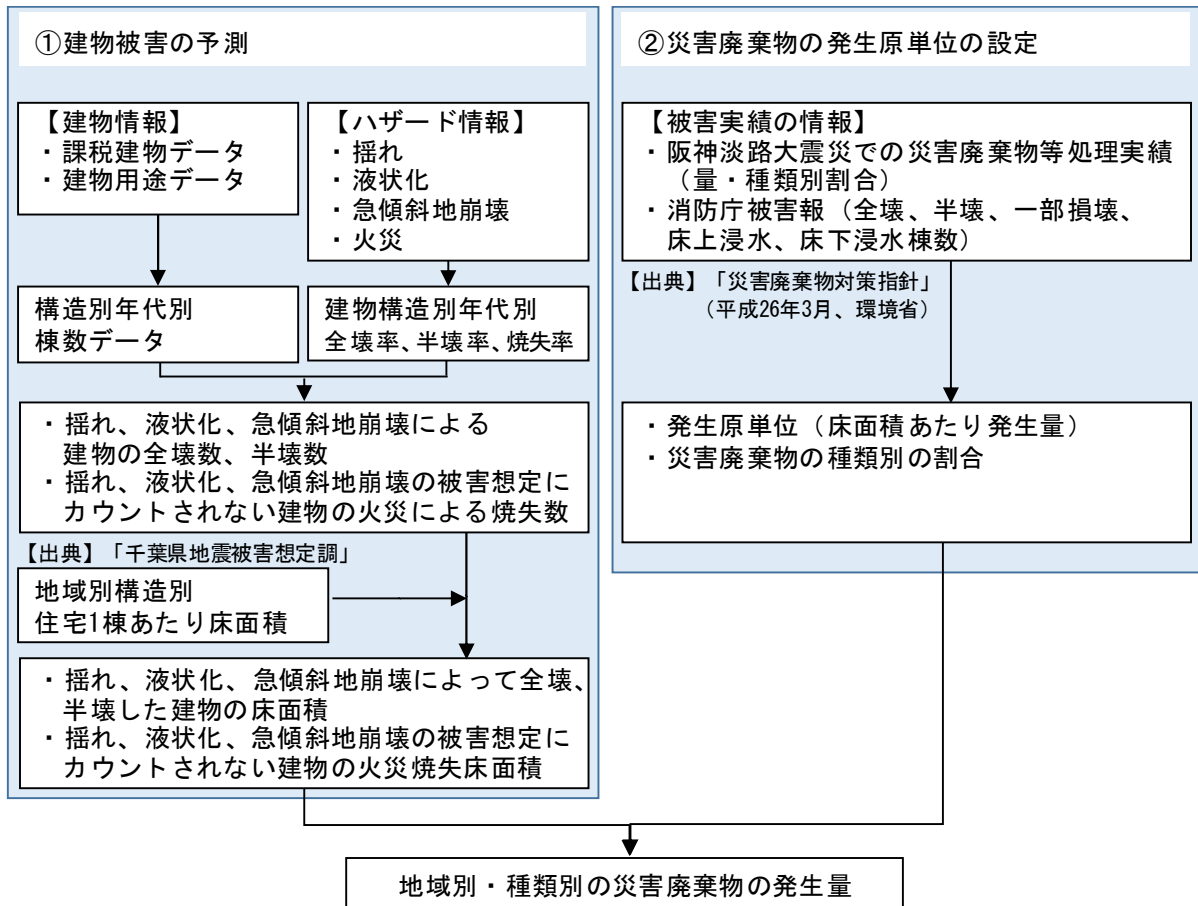 ①建物被害の予測
【建物情報】
・課税建物データ
・建物用途データ
【ハザード情報】
・揺れ
・液状化
・急傾斜地崩壊
・火災
構造別年代別
棟数データ
建物構造別年代別
全壊率、半壊率、焼失率
・揺れ、液状化、急傾斜地崩壊による
建物の全壊数、半壊数
・揺れ、液状化、急傾斜地崩壊の被害想定に
カウントされない建物の火災による焼失数
【出典】「千葉県地震被害想定調」
地域別構造別
住宅1棟あたり床面積
・揺れ、液状化、急傾斜地崩壊によって全壊、
半壊した建物の床面積
・揺れ、液状化、急傾斜地崩壊の被害想定に
カウントされない建物の火災焼失床面積
②災害廃棄物の発生原単位の設定
【被害実績の情報】
・阪神淡路大震災での災害廃棄物等処理実績
（量・種類別割合）
・消防庁被害報（全壊、半壊、一部損壊、
床上浸水、床下浸水棟数）
【出典】「災害廃棄物対策指針」
（平成26年3月、環境省）
・発生原単位（床面積あたり発生量）
・災害廃棄物の種類別の割合
地域別・種類別の災害廃棄物の発生量